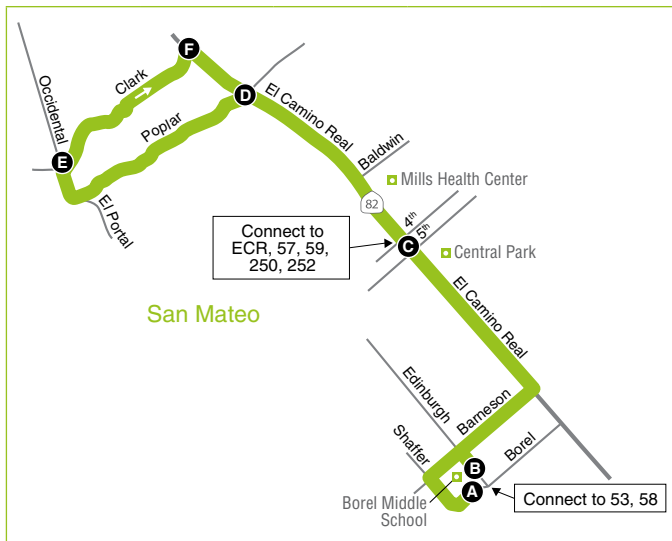 F
Clark
Occidental
D
El Camino Real
Poplar
Baldwin
E
Mills Health Center
82
El Portal
4th
5th
Connect to
ECR, 57, 59,
250, 252
C
Central Park
San Mateo
El Camino Real
Edinburgh
Barneson
Shaffer
Borel
B
A
Borel Middle
School
Connect to 53, 58